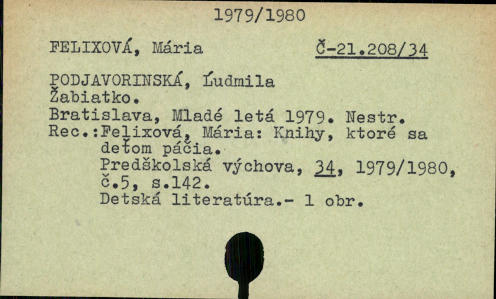 1979/1980
FELIXOVÁ, Mária Č-21.208/34
PODJAVORINSKÁ, Ľudmila
Žabiatko.
Bratislava, Mladé letá 1979. Nestr.
Rec.:Felixová, Mária: Knihy, ktoré sa
deťom páčia.
Predškolská výchova, 34, 1979/1980,
č.5, s.142.
Detská literatúra.- 1 obr.